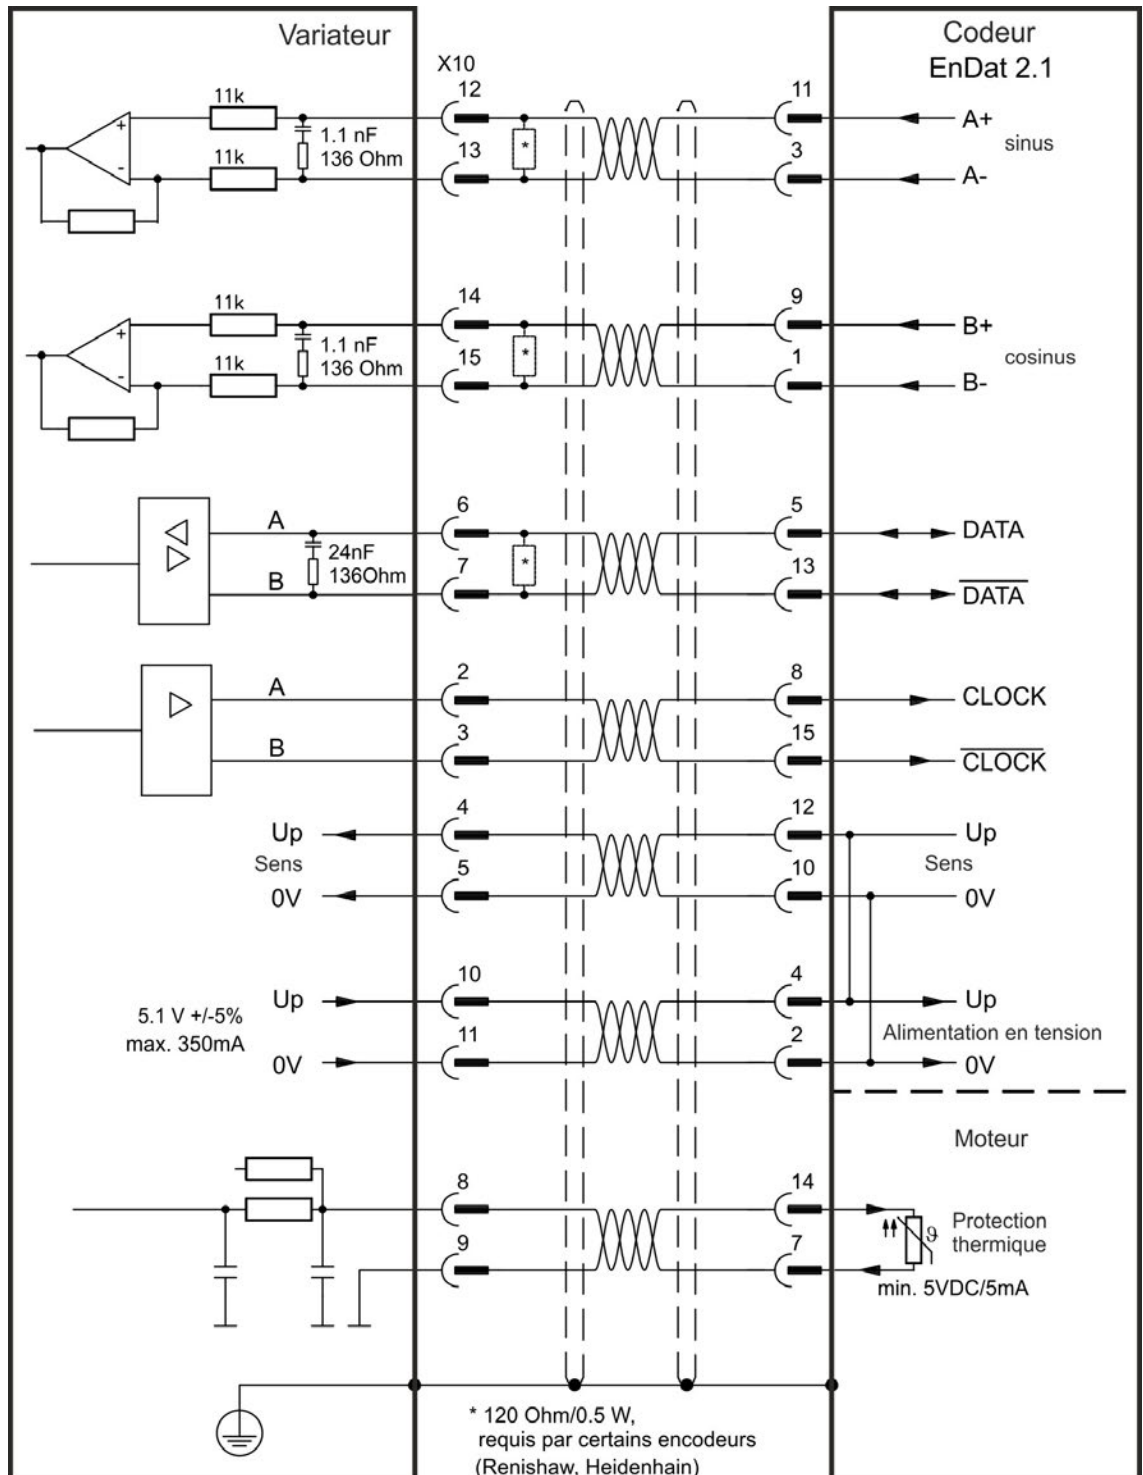 Variateur
Codeur
EnDat 2.1
X10
12
11
11k
+
1.1 nF
136 Ohm
*
A+
sinus
13
3
-
11k
A-
14
9
11k
+
1.1 nF
136 Ohm
*
B+
cosinus
15
1
-
11k
B-
6
5
A
DATA
24nF
136Ohm
*
7
13
B
DATA
2
8
A
CLOCK
3
15
B
CLOCK
4
12
Up
Up
Sens
Sens
5
10
0V
0V
10
4
Up
Up
5.1 V +/-5%
max. 350mA
Alimentation en tension
11
2
0V
0V
Moteur
8
14
Protection
thermique
ϑ
9
7
min. 5VDC/5mA
* 120 Ohm/0.5 W,
requis par certains encodeurs
(Renishaw, Heidenhain)